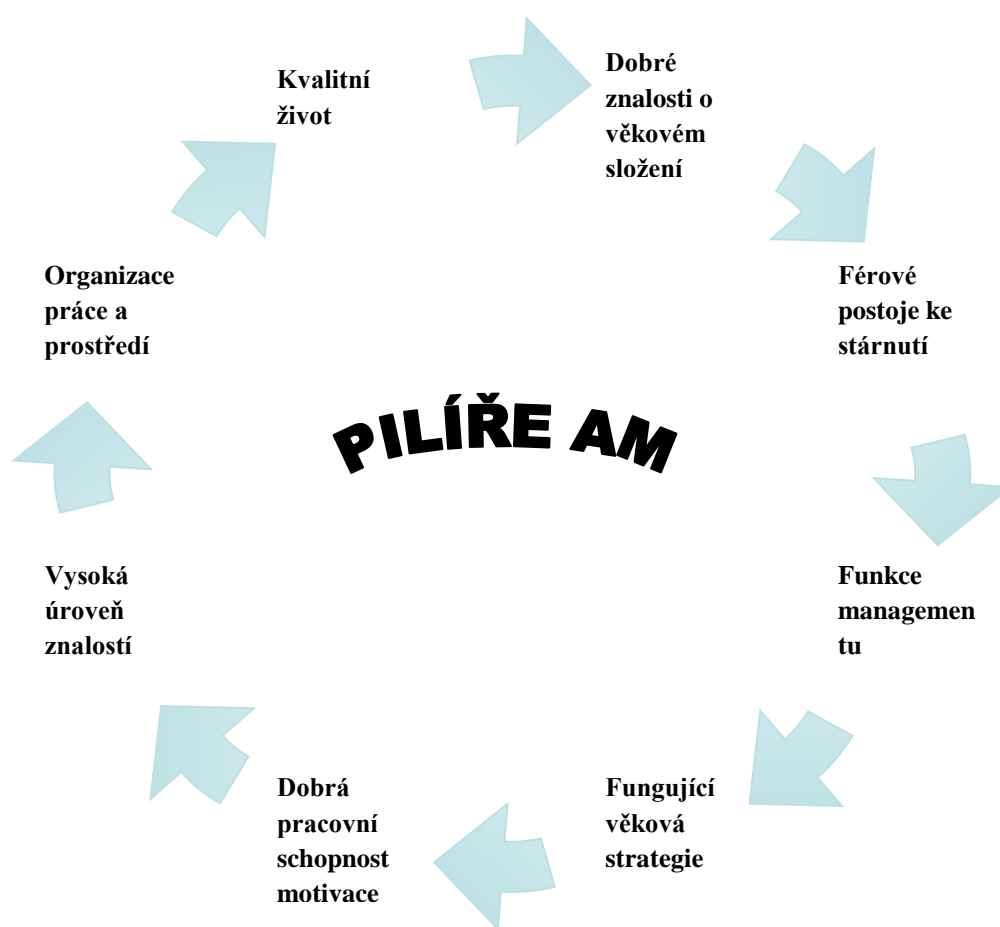 Kvalitní
život
Dobré
znalosti o
věkovém
složení
Férové
postoje ke
stárnutí
Funkce
managemen
tu
Fungující
věková
strategie
Dobrá
pracovní
schopnost
motivace
Vysoká
úroveň
znalostí
Organizace
práce a
prostředí
PILÍŘE AM